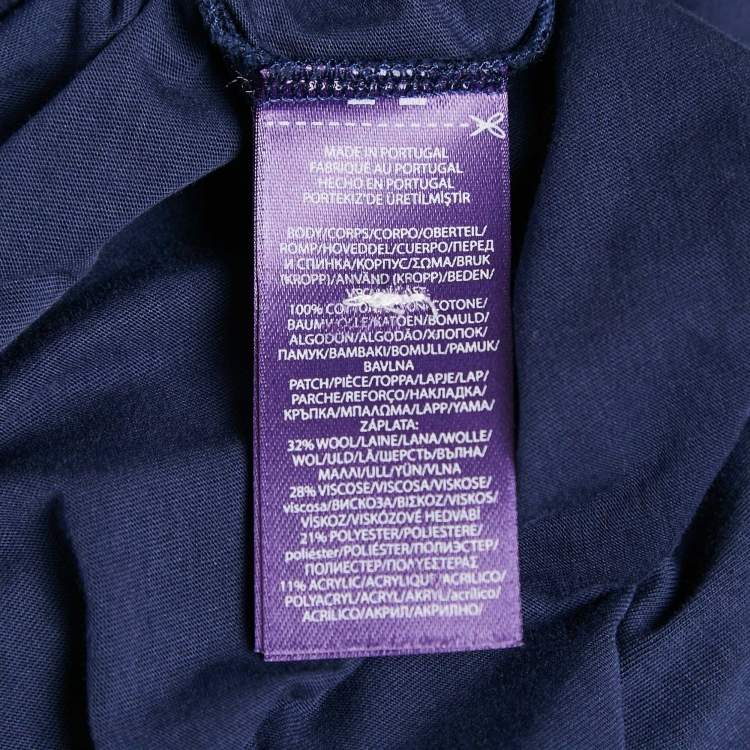 MADE IN PORTUGAL
FABRIQUÉ AU PORTUGAL
HECHO EN PORTUGAL
PORTEKİZ'DE ÜRETİLMİŞTİR
BODY/CORPS/CORPO/OBERTEIL/
ROMP/HOVEDDEL/CUERPO/ПЕРЕД
И СПИНКА/КОРПУС/ΣΩΜΑ/BRUK
(KROPP)/ANVÄND (KROPP)/BEDEN/
100% COTTON/COTONE/
BAUMWOLLE/KATOEN/BOMULD/
ALGODÓN/ALGODÃO/ХЛОПОК/
ПАМУК/BAMBAKI/BOMULL/PAMUK/
BAVLNA
PATCH/PIÈCE/TOPPA/LAPJE/LAP/
PARCHE/REFORÇO/НАКЛАДКА/
КРЪПКА/ΜΠΑΛΩΜΑ/LAPP/YAMA/
ZÁPLATA:
32% WOOL/LAINE/LANA/WOLLE/
WOL/ULD/LÃ/ШЕРСТЬ/ВЪЛНА/
ΜΑΛΛΙ/ULL/YÜN/VLNA
28% VISCOSE/VISCOSA/VISKOSE/
viscosa/ВИСКОЗА/ВІΣΚΟΖ/VISKOS/
VİSKOZ/VISKÓZOVÉ HEDVÁBÍ
21% POLYESTER/POLIESTERE/
poliéster/POLIÉSTER/ПОЛИЭСТЕР/
ПОЛИЕСТЕР/ΠΟΛΥΕΣΤΕΡΑΣ
11% ACRYLIC/ACRYLIQUE/ACRILICO/
POLYACRYL/ACRYL/AKRYL/acrílico/
ACRÍLICO/АКРИЛ/АКРИЛНО/